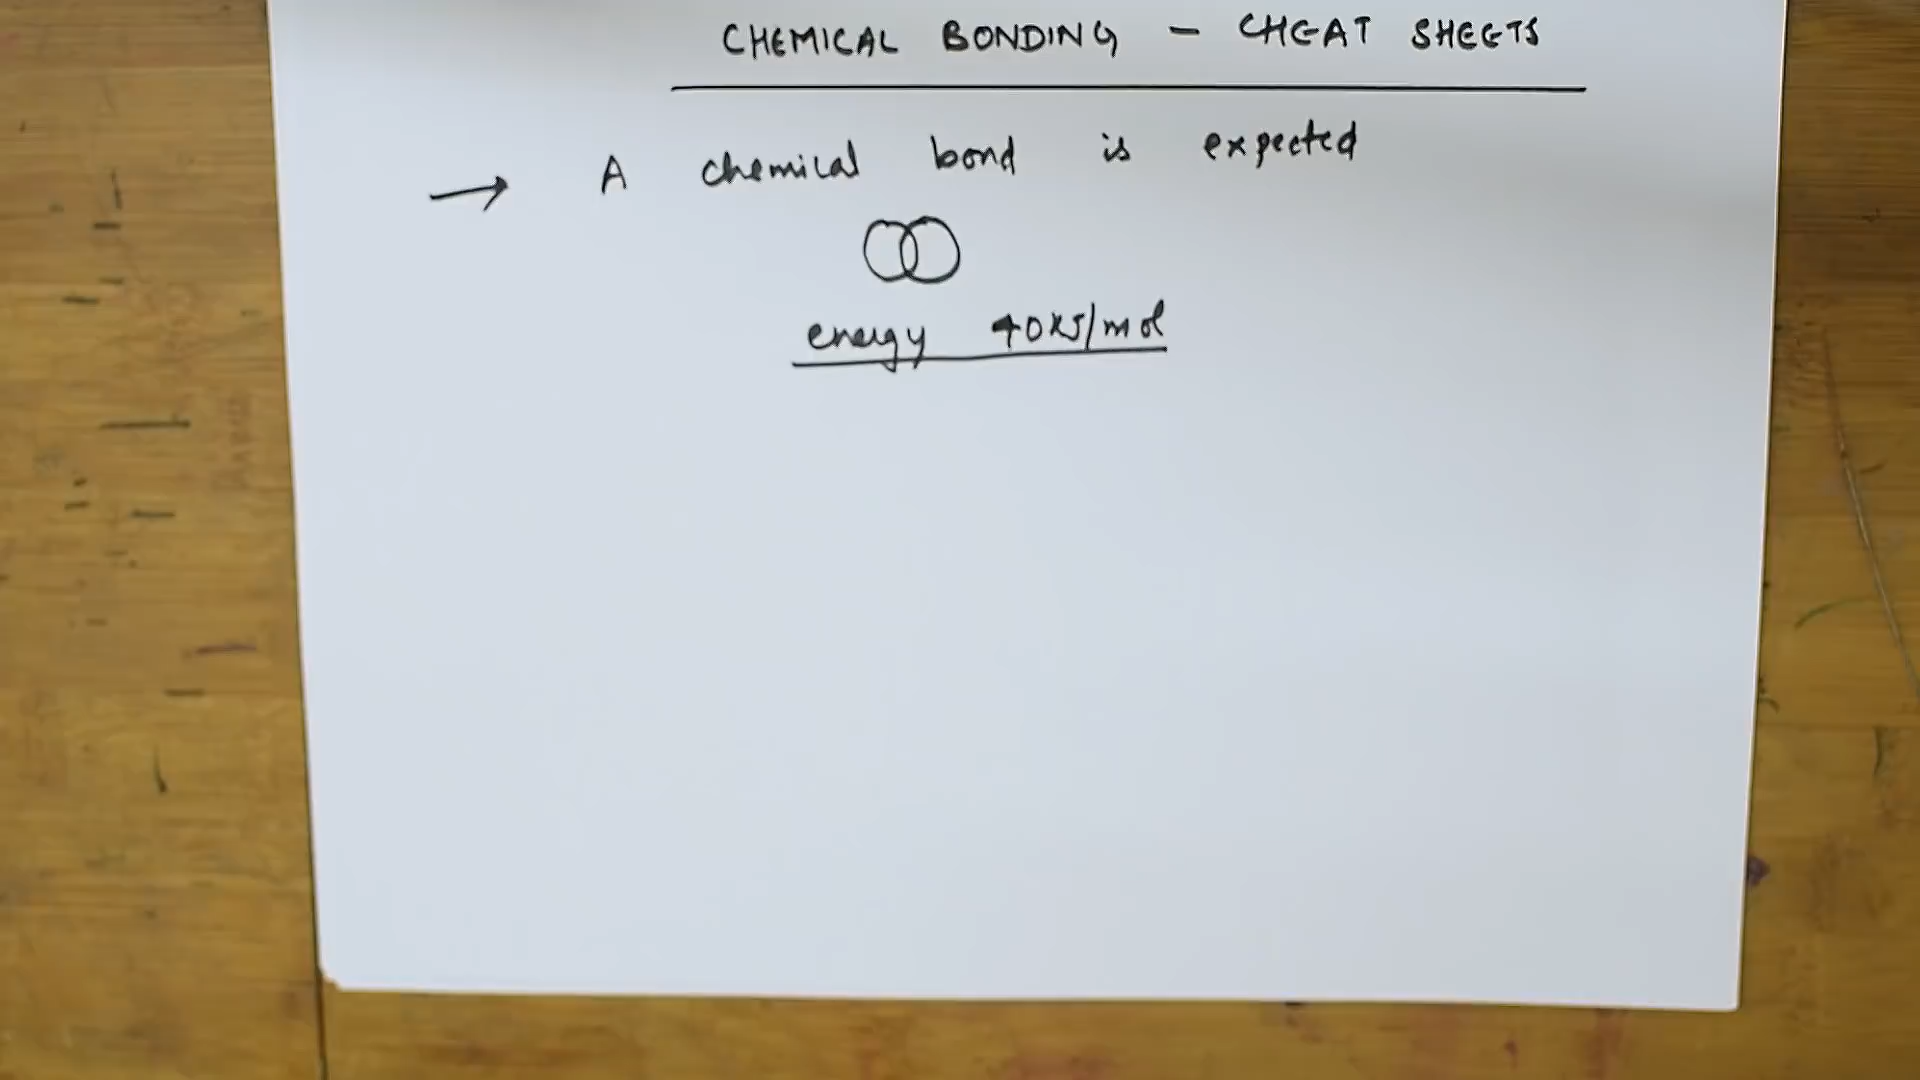 CHEMICAL BONDING - CHEAT SHEETS
→ A chemical bond is expected
energy 40KJ/mol